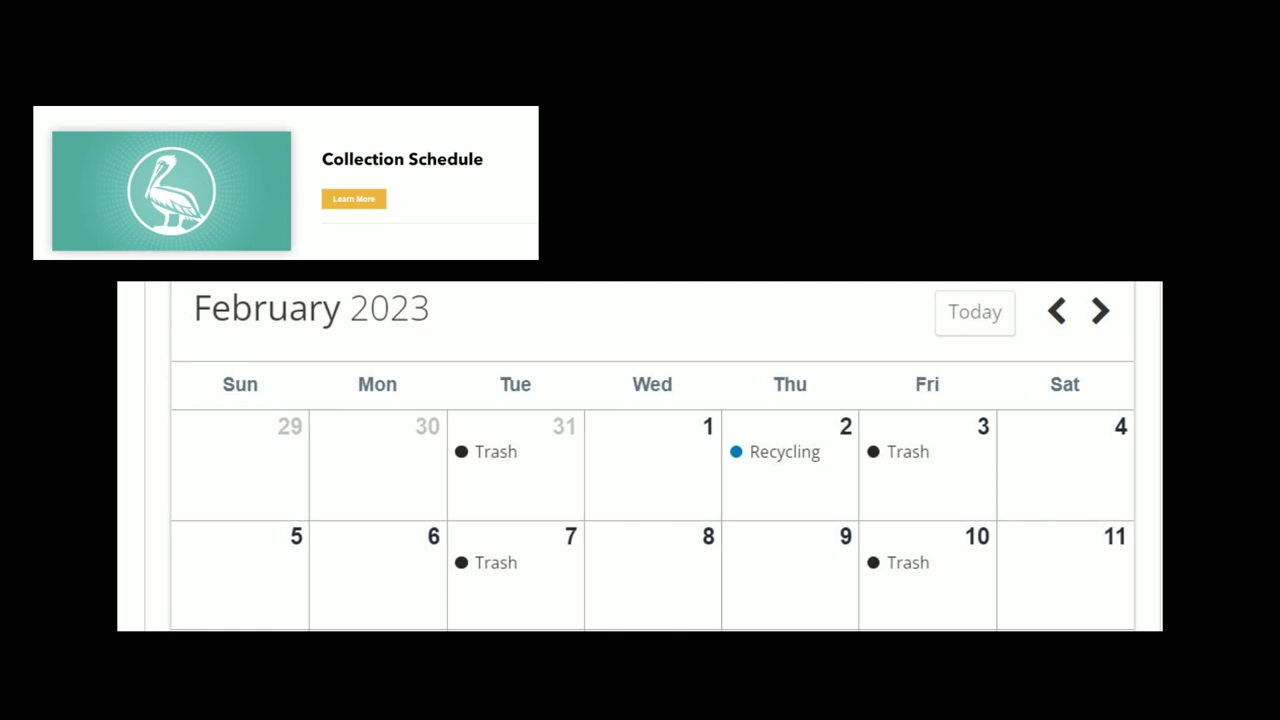 Collection Schedule
Learn More
February 2023
Today
Sun Mon Tue Wed Thu Fri Sat
29 30 31 1 2 3 4
Trash Recycling Trash
5 6 7 8 9 10 11
Trash Trash